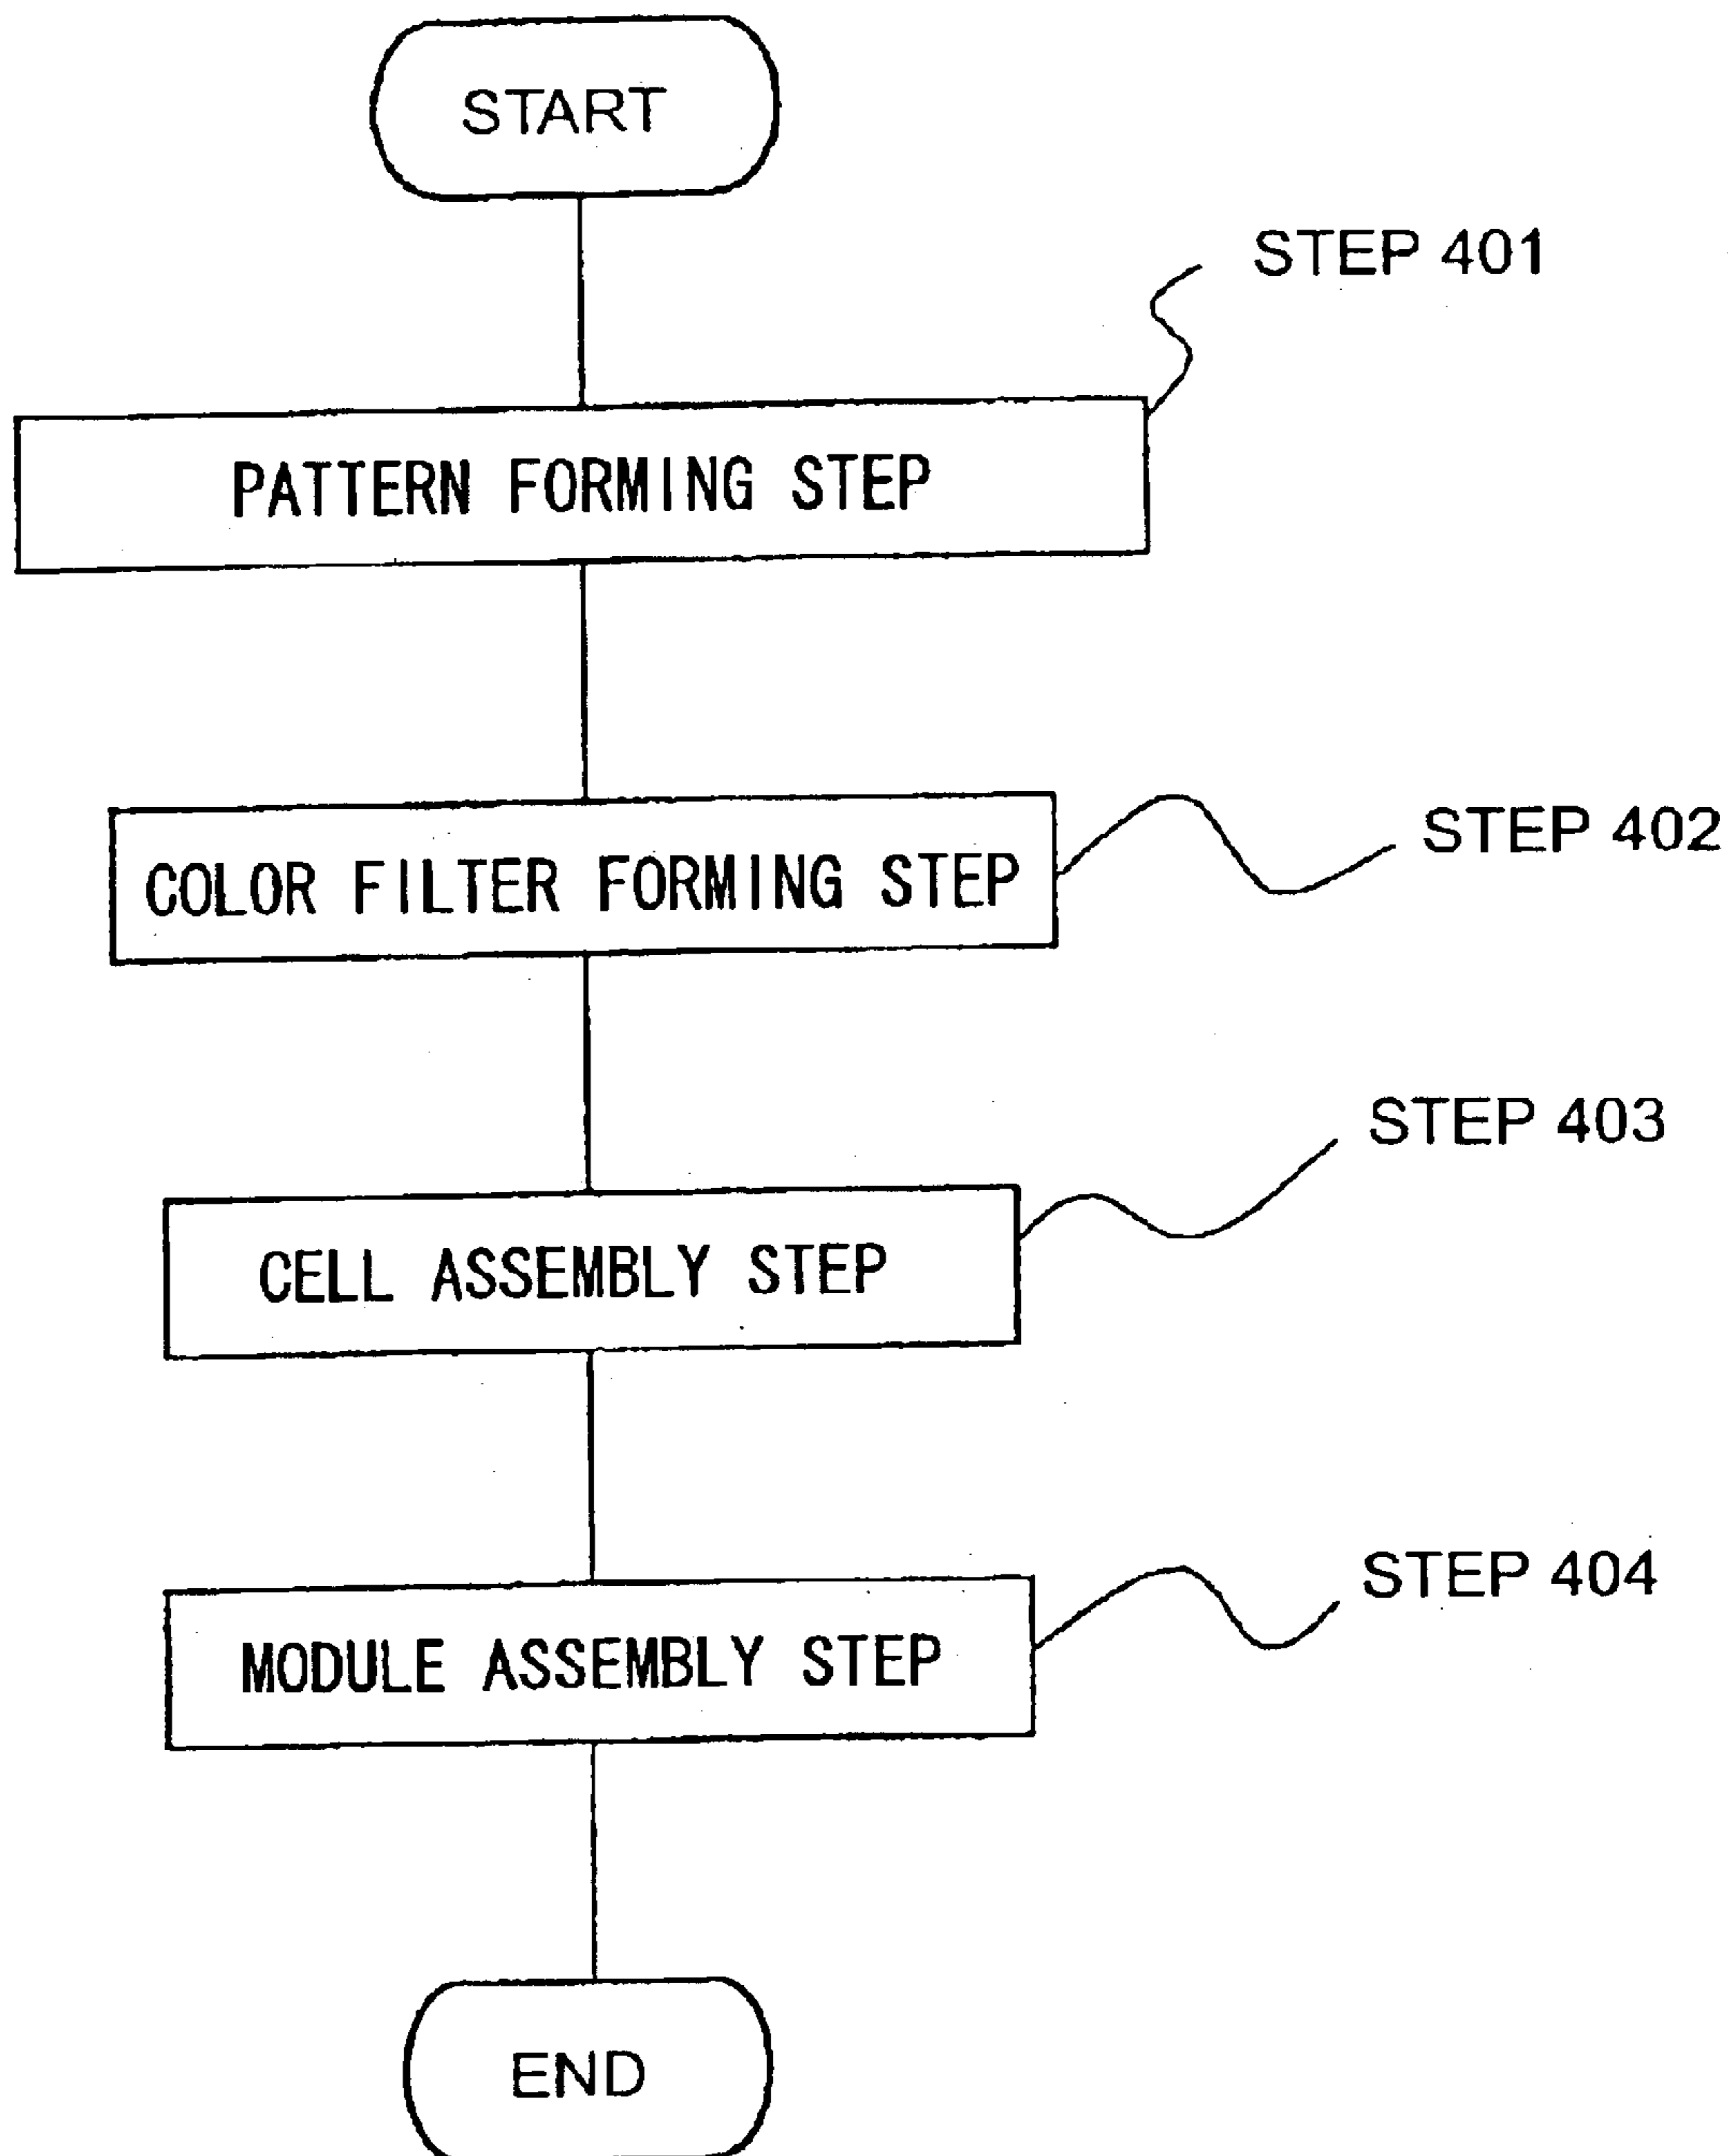 START
STEP 401
PATTERN FORMING STEP
STEP 402
COLOR FILTER FORMING STEP
STEP 403
CELL ASSEMBLY STEP
STEP 404
MODULE ASSEMBLY STEP
END